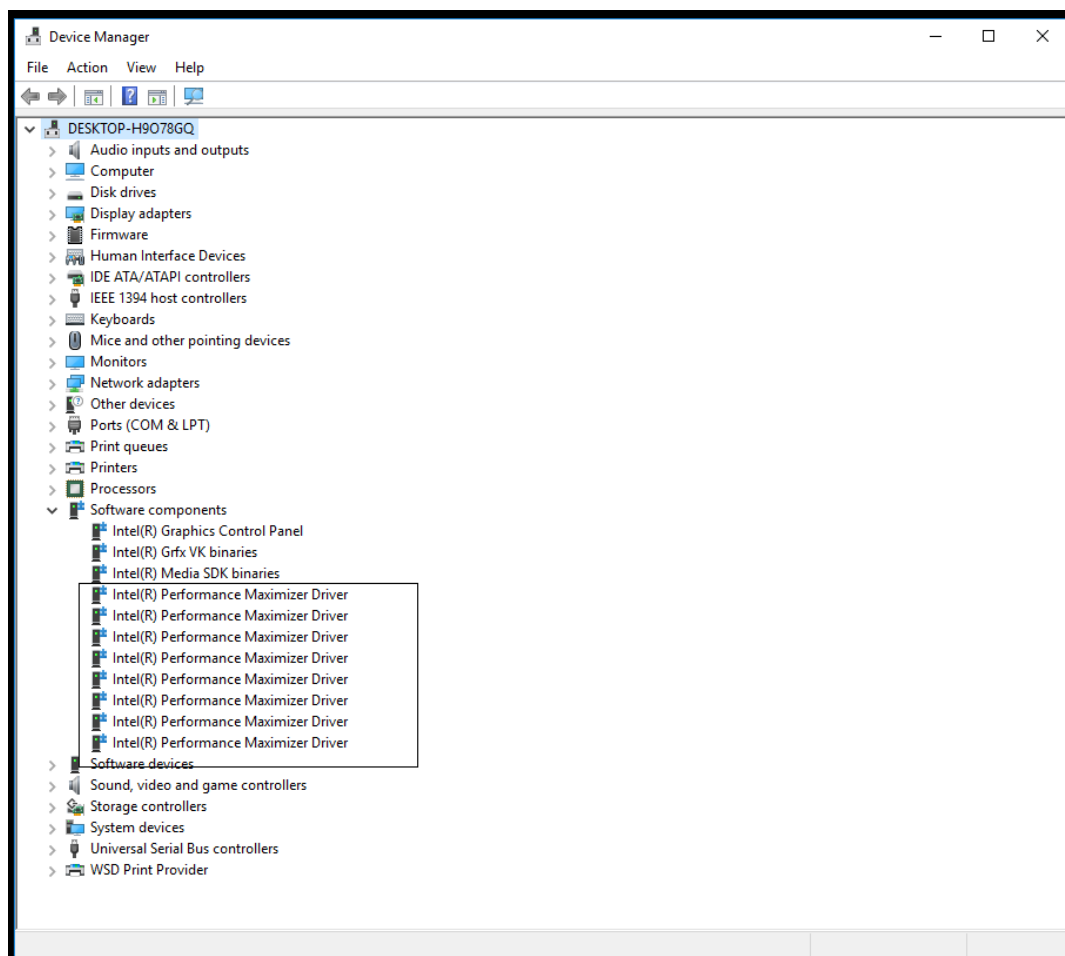 Device Manager
File Action View Help
DESKTOP-H9O78GQ
Audio inputs and outputs
Computer
Disk drives
Display adapters
Firmware
Human Interface Devices
IDE ATA/ATAPI controllers
IEEE 1394 host controllers
Keyboards
Mice and other pointing devices
Monitors
Network adapters
Other devices
Ports (COM & LPT)
Print queues
Printers
Processors
Software components
Intel(R) Graphics Control Panel
Intel(R) Grfx VK binaries
Intel(R) Media SDK binaries
Intel(R) Performance Maximizer Driver
Intel(R) Performance Maximizer Driver
Intel(R) Performance Maximizer Driver
Intel(R) Performance Maximizer Driver
Intel(R) Performance Maximizer Driver
Intel(R) Performance Maximizer Driver
Intel(R) Performance Maximizer Driver
Intel(R) Performance Maximizer Driver
Software devices
Sound, video and game controllers
Storage controllers
System devices
Universal Serial Bus controllers
WSD Print Provider